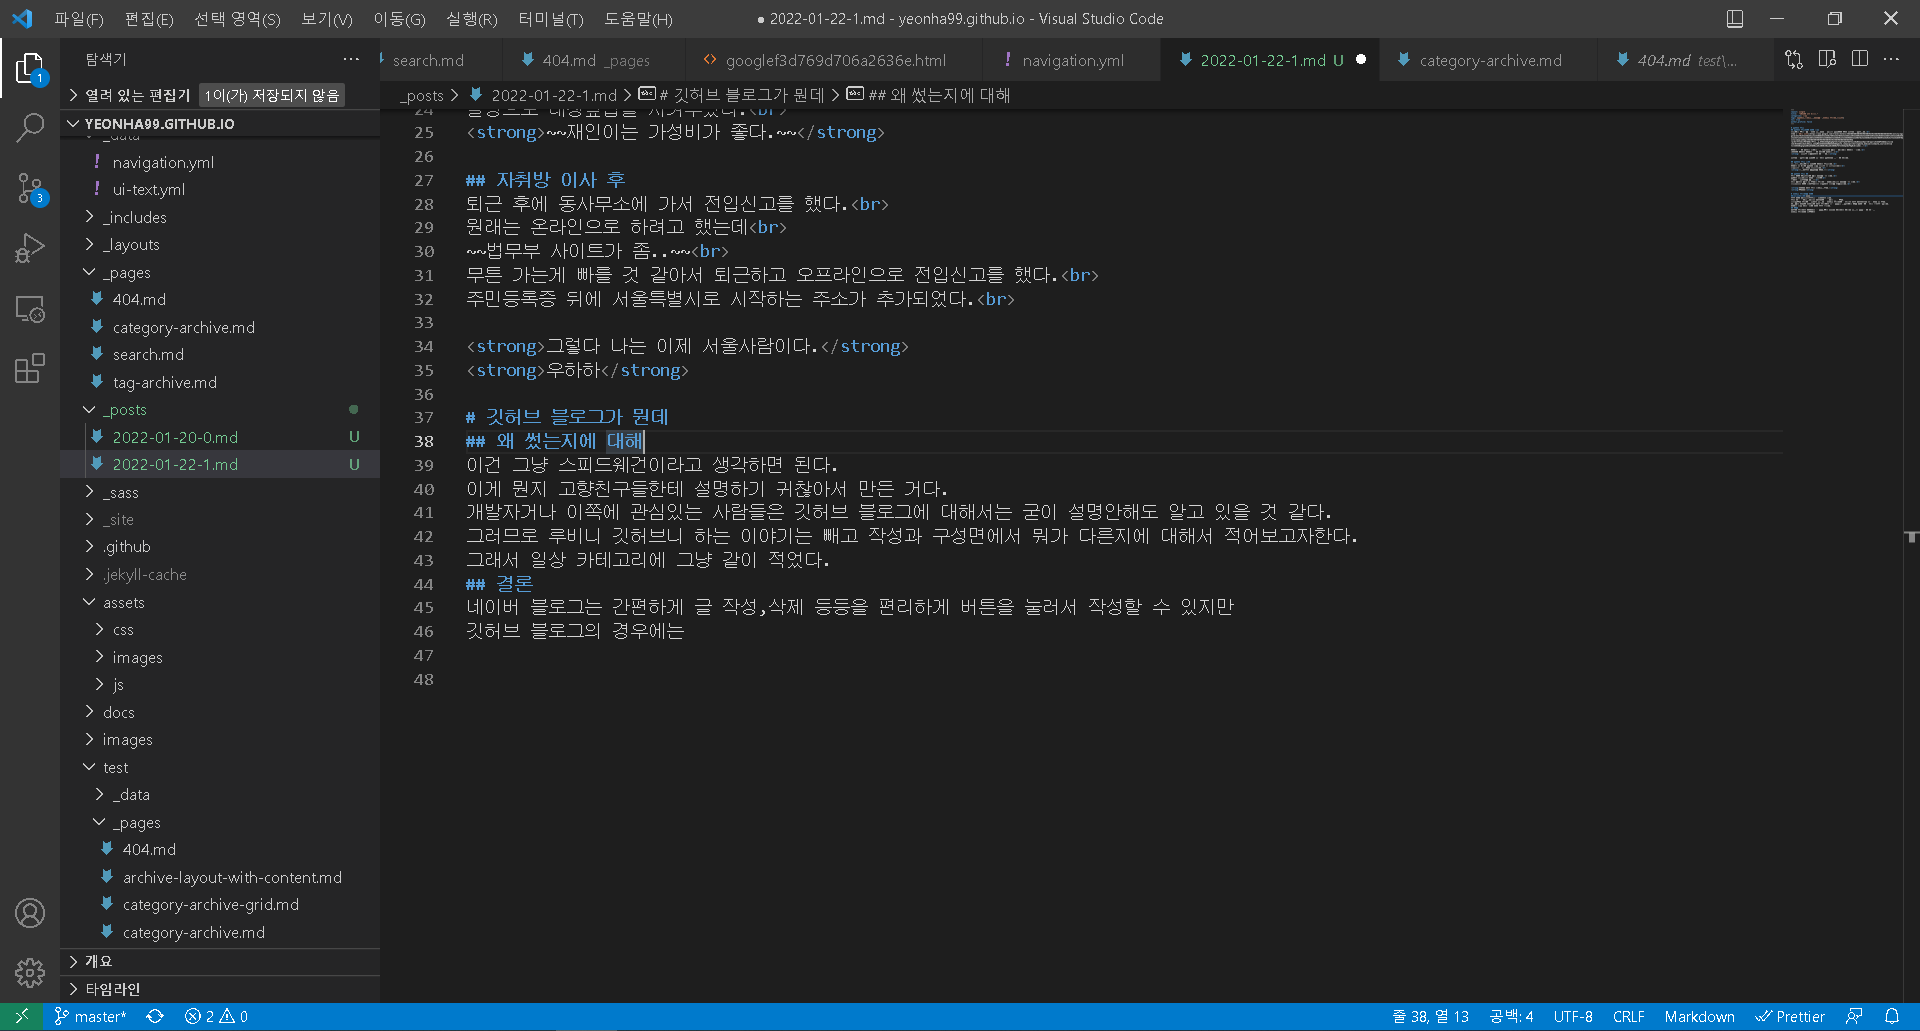 파일(F) 편집(E) 선택 영역(S) 보기(V) 이동(G) 실행(R) 터미널(T) 도움말(H)
● 2022-01-22-1.md - yeonha99.github.io - Visual Studio Code
탐색기 ···
search.md 404.md _pages googlef3d769d706a2636e.html navigation.yml 2022-01-22-1.md U category-archive.md 404.md test\...
열려 있는 편집기 1이(가) 저장되지 않음
_posts > 2022-01-22-1.md > # 깃허브 블로그가 뭔데 > ## 왜 썼는지에 대해
YEONHA99.GITHUB.IO
_data
navigation.yml
ui-text.yml
_includes
_layouts
_pages
404.md
category-archive.md
search.md
tag-archive.md
_posts
2022-01-20-0.md U
2022-01-22-1.md U
_sass
_site
.github
.jekyll-cache
assets
css
images
js
docs
images
test
_data
_pages
404.md
archive-layout-with-content.md
category-archive-grid.md
category-archive.md
개요
타임라인
1
3
24 <br>
25 <strong>~~재인이는 가성비가 좋다.~~</strong>
26
27 ## 자취방 이사 후
28 퇴근 후에 동사무소에 가서 전입신고를 했다.<br>
29 원래는 온라인으로 하려고 했는데<br>
30 ~~법무부 사이트가 좀..~~<br>
31 무튼 가는게 빠를 것 같아서 퇴근하고 오프라인으로 전입신고를 했다.<br>
32 주민등록증 뒤에 서울특별시로 시작하는 주소가 추가되었다.<br>
33
34 <strong>그렇다 나는 이제 서울사람이다.</strong>
35 <strong>우하하</strong>
36
37 # 깃허브 블로그가 뭔데
38 ## 왜 썼는지에 대해
39 이건 그냥 스피드웨건이라고 생각하면 된다.
40 이게 뭔지 고향친구들한테 설명하기 귀찮아서 만든 거다.
41 개발자거나 이쪽에 관심있는 사람들은 깃허브 블로그에 대해서는 굳이 설명안해도 알고 있을 것 같다.
42 그러므로 루비니 깃허브니 하는 이야기는 빼고 작성과 구성면에서 뭐가 다른지에 대해서 적어보고자한다.
43 그래서 일상 카테고리에 그냥 같이 적었다.
44 ## 결론
45 네이버 블로그는 간편하게 글 작성,삭제 등등을 편리하게 버튼을 눌러서 작성할 수 있지만
46 깃허브 블로그의 경우에는
47
48
master* 2 0 줄 38, 열 13 공백: 4 UTF-8 CRLF Markdown Prettier